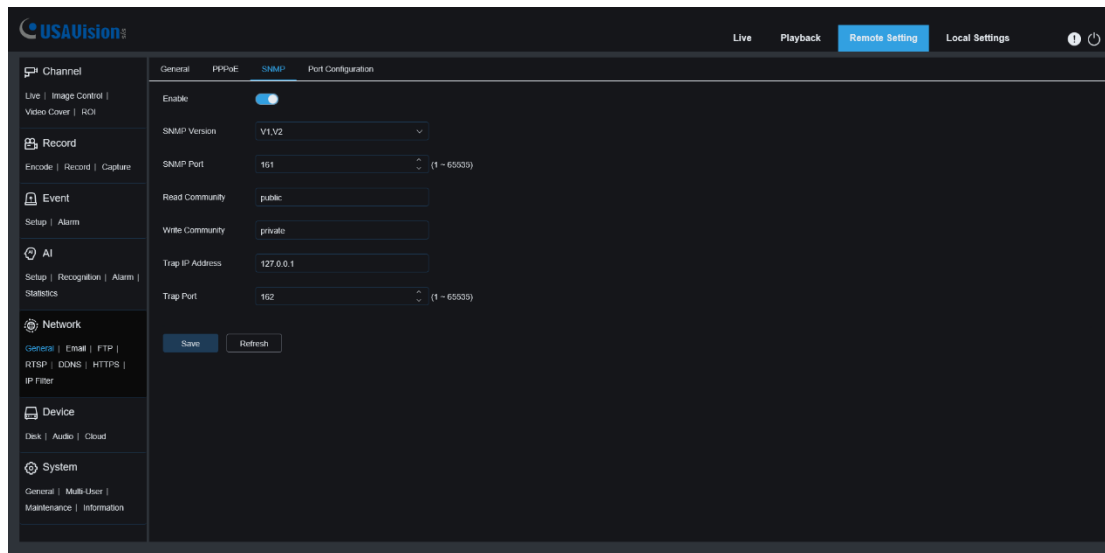 USAVision
Live
Playback
Remote Setting
Local Settings
Channel
Live | Image Control |
Video Cover | ROI
Record
Encode | Record | Capture
Event
Setup | Alarm
AI
Setup | Recognition | Alarm |
Statistics
Network
General | Email | FTP |
RTSP | DDNS | HTTPS |
IP Filter
Device
Disk | Audio | Cloud
System
General | Multi-User |
Maintenance | Information
General PPPoE SNMP Port Configuration
Enable
SNMP Version V1,V2
SNMP Port 161 (1 ~ 65535)
Read Community public
Write Community private
Trap IP Address 127.0.0.1
Trap Port 162 (1 ~ 65535)
Save Refresh